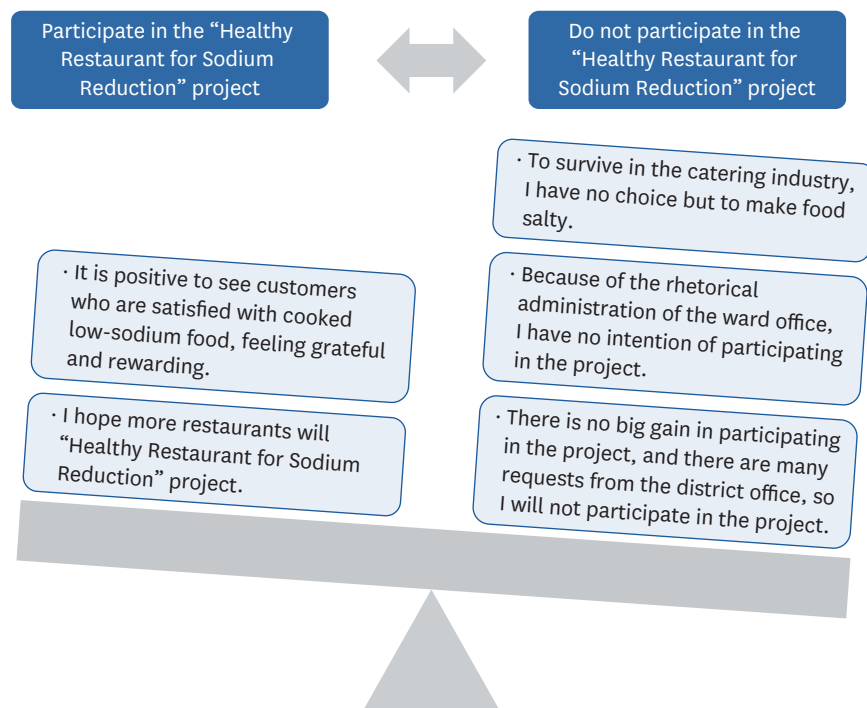 Participate in the “Healthy
Restaurant for Sodium
Reduction” project
Do not participate in the
“Healthy Restaurant for
Sodium Reduction” project
· It is positive to see customers
who are satisfied with cooked
low-sodium food, feeling grateful
and rewarding.
· I hope more restaurants will
“Healthy Restaurant for Sodium
Reduction” project.
· To survive in the catering industry,
I have no choice but to make food
salty.
· Because of the rhetorical
administration of the ward office,
I have no intention of participating
in the project.
· There is no big gain in participating
in the project, and there are many
requests from the district office, so
I will not participate in the project.